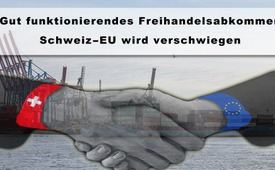 Gut funktionierendes Freihandelsabkommen
Schweiz–EU wird verschwiegen